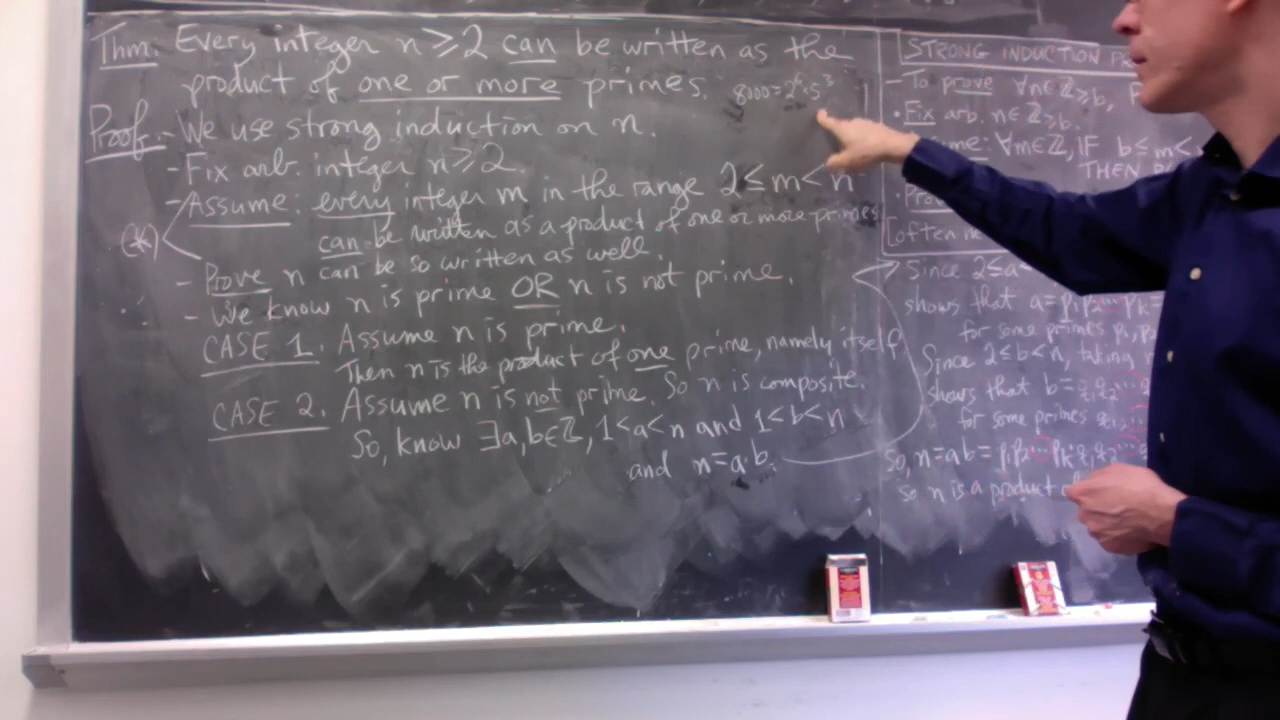 Thm. Every integer n ≥ 2 can be written as the
product of one or more primes.
8000 = 2⁶·5³
Proof: - We use strong induction on n.
- Fix arb. integer n ≥ 2.
- Assume: every integer m in the range 2 ≤ m < n
can be written as a product of one or more primes
(*)
- Prove n can be so written as well.
- We know n is prime OR n is not prime.
CASE 1. Assume n is prime.
Then n is the product of one prime, namely itself
CASE 2. Assume n is not prime. So n is composite.
So, know ∃a,b∈ℤ, 1<a<n and 1<b<n
and n=a·b.
STRONG INDUCTION
- To prove ∀n∈ℤ≥b,
· Fix arb. n∈ℤ≥b.
∀m∈ℤ, IF b≤m<
THEN
often
Since 2≤a<
shows that a=p₁p₂⋯pₖ=
for some primes p₁,p₂
Since 2≤b<n, taking
shows that b=q₁q₂⋯
for some primes q₁,₂
So, n=ab=p₁p₂⋯pₖq₁q₂⋯
So n is a product